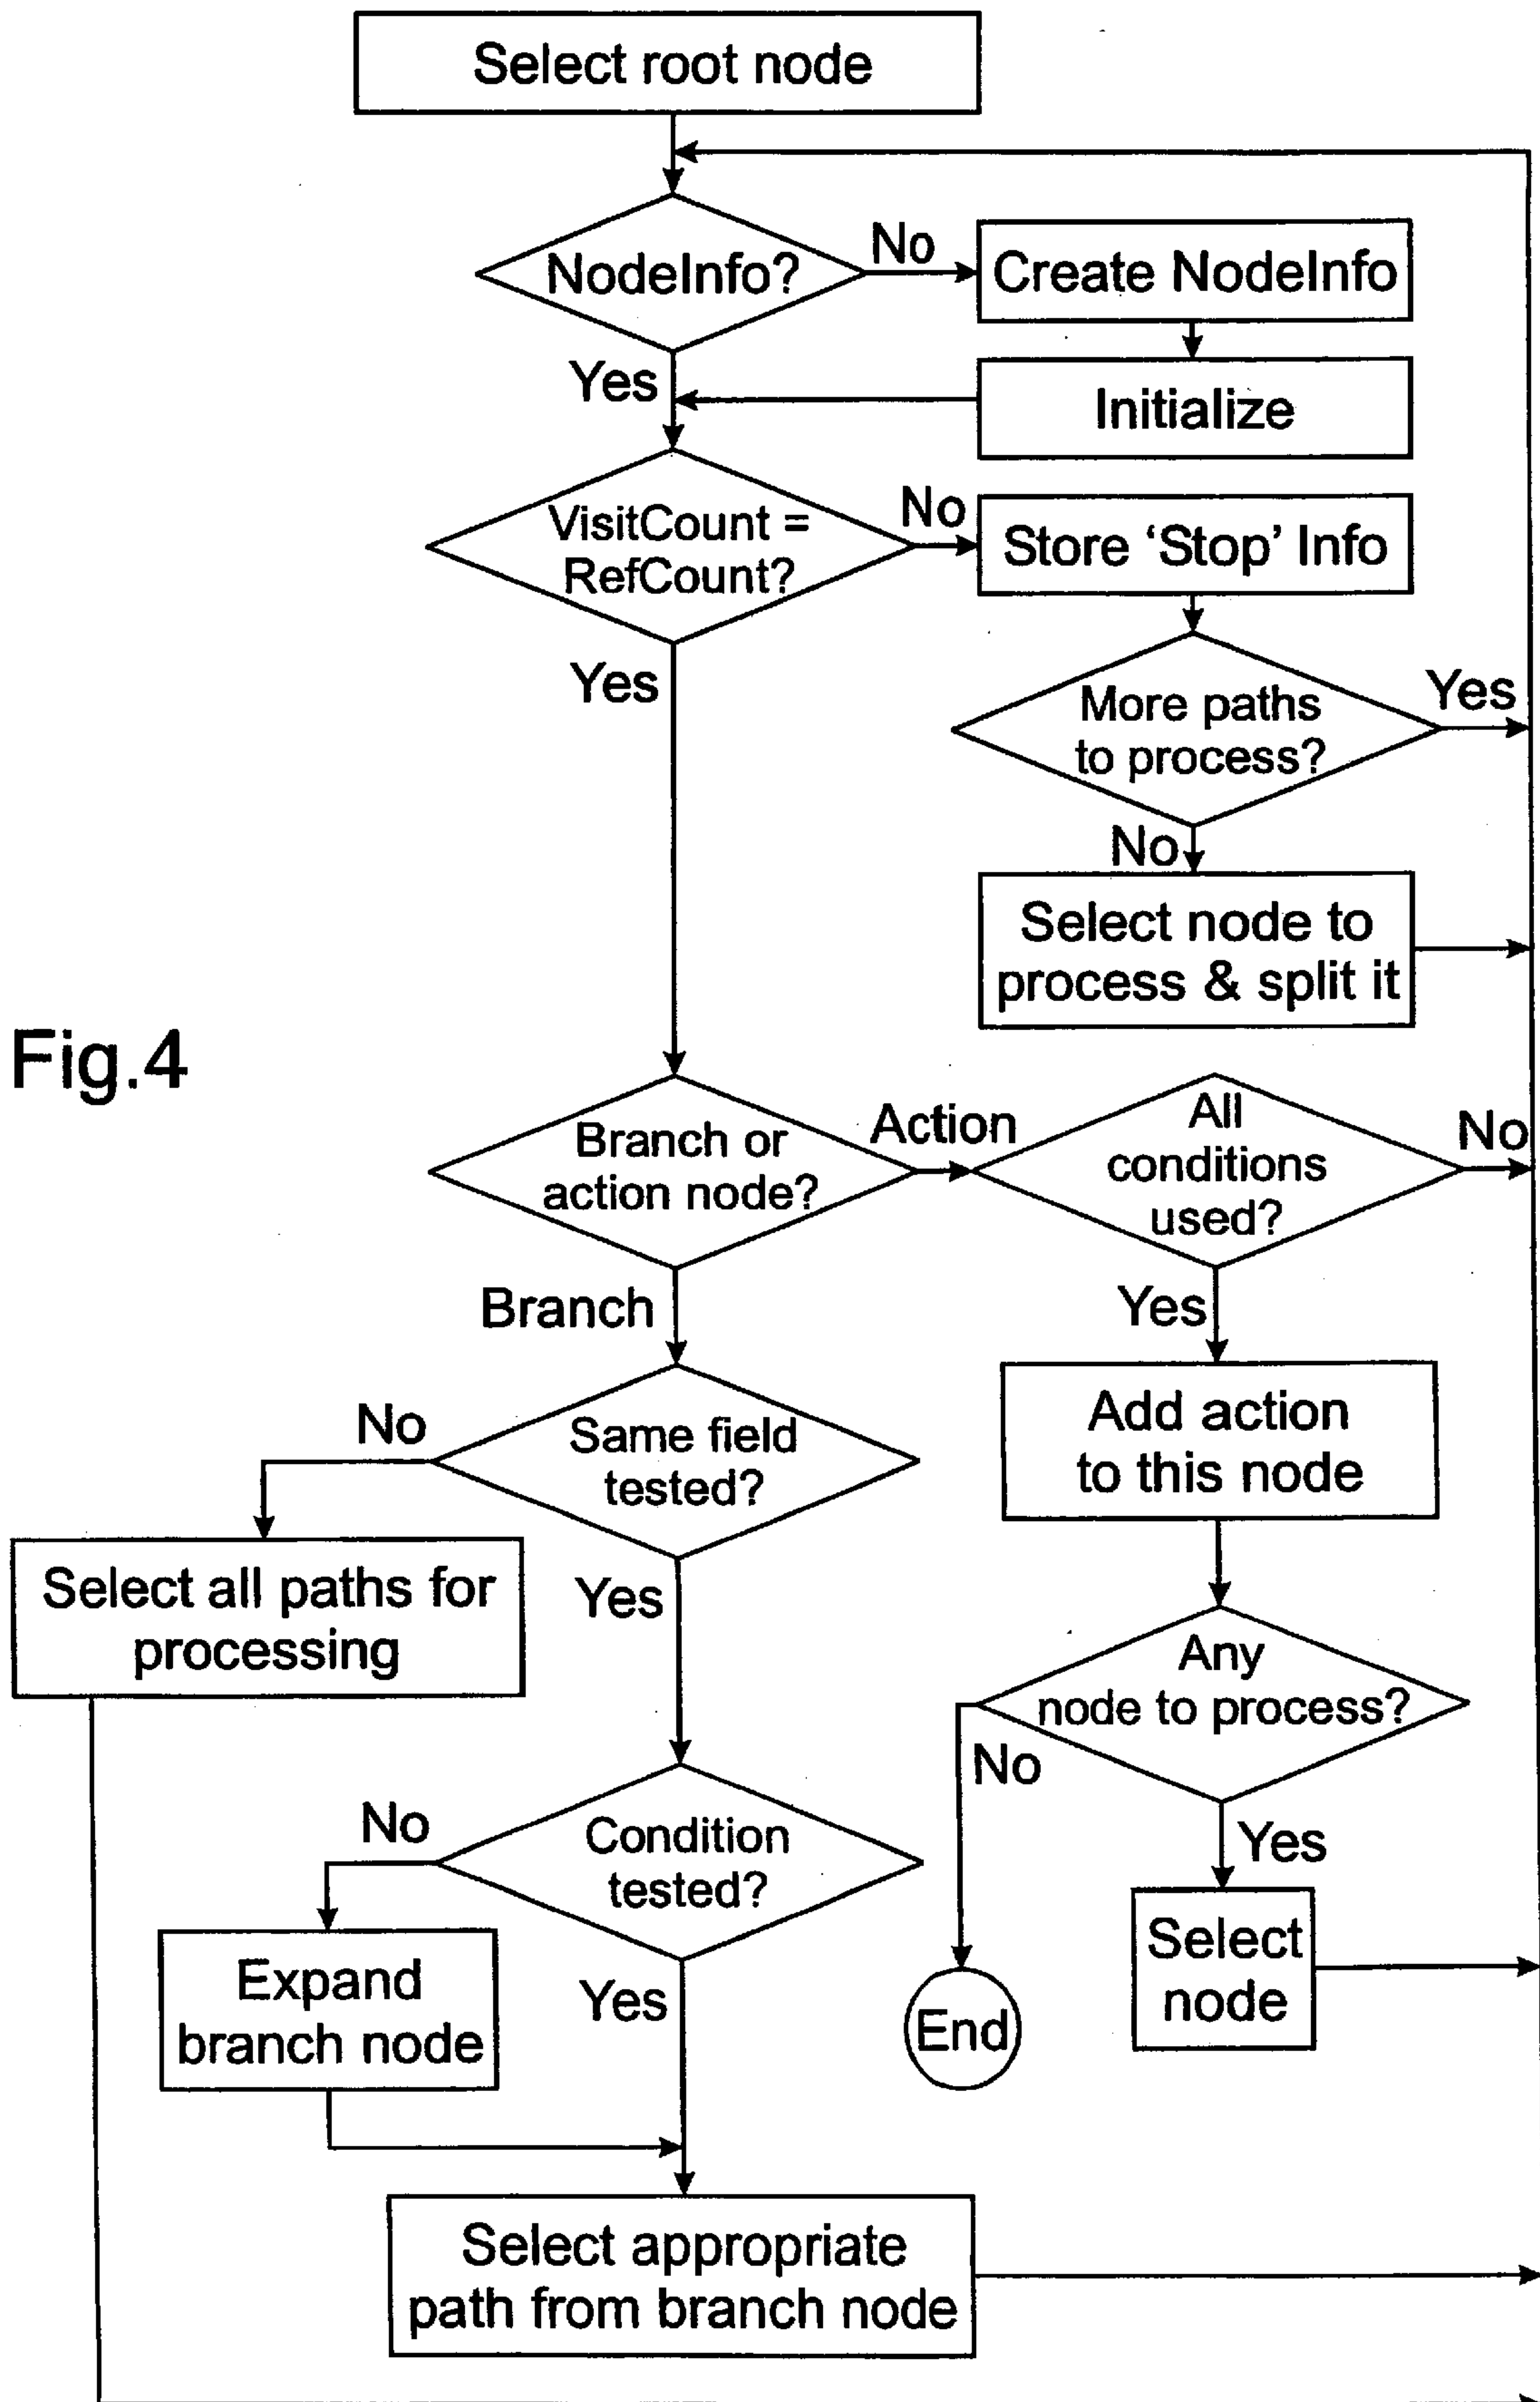 Select root node
NodeInfo?
No
Create NodeInfo
Yes
Initialize
VisitCount =
RefCount?
No
Store ‘Stop’ Info
Yes
More paths
to process?
Yes
No
Select node to
process & split it
Fig.4
Branch or
action node?
Action
All
conditions
used?
No
Branch
Yes
Same field
tested?
No
Add action
to this node
Select all paths for
processing
Yes
Any
node to process?
No
Yes
Condition
tested?
No
Expand
branch node
Yes
End
Select
node
Select appropriate
path from branch node